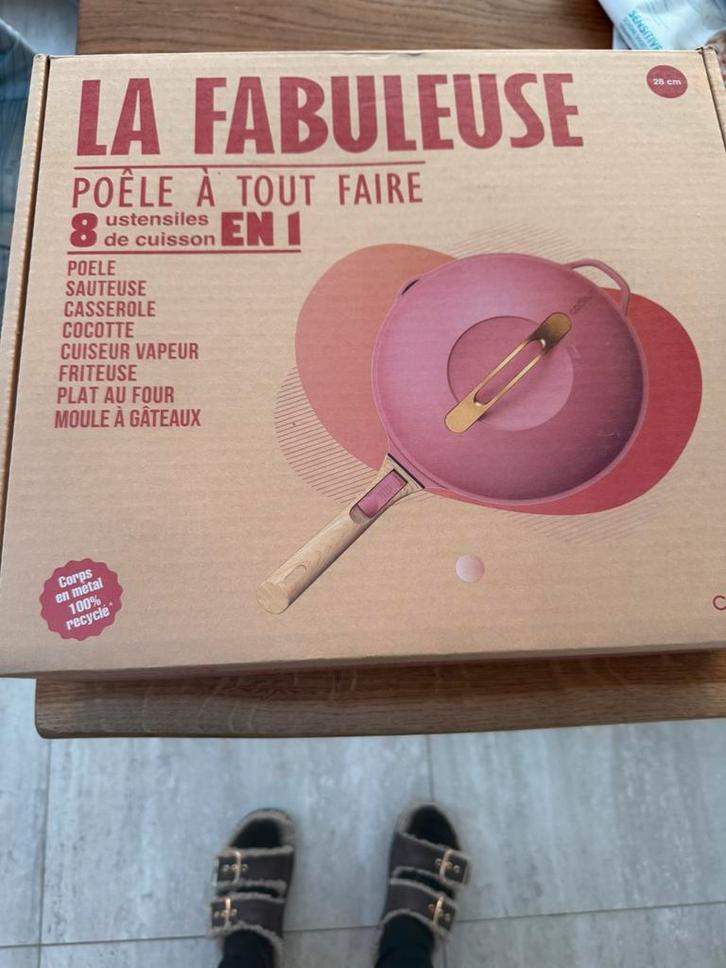 SENSITIVE
28 cm
LA FABULEUSE
POÊLE À TOUT FAIRE
8 ustensiles
de cuisson EN 1
POELE
SAUTEUSE
CASSEROLE
COCOTTE
CUISEUR VAPEUR
FRITEUSE
PLAT AU FOUR
MOULE À GÂTEAUX
Corps
en métal
100%
recyclé*